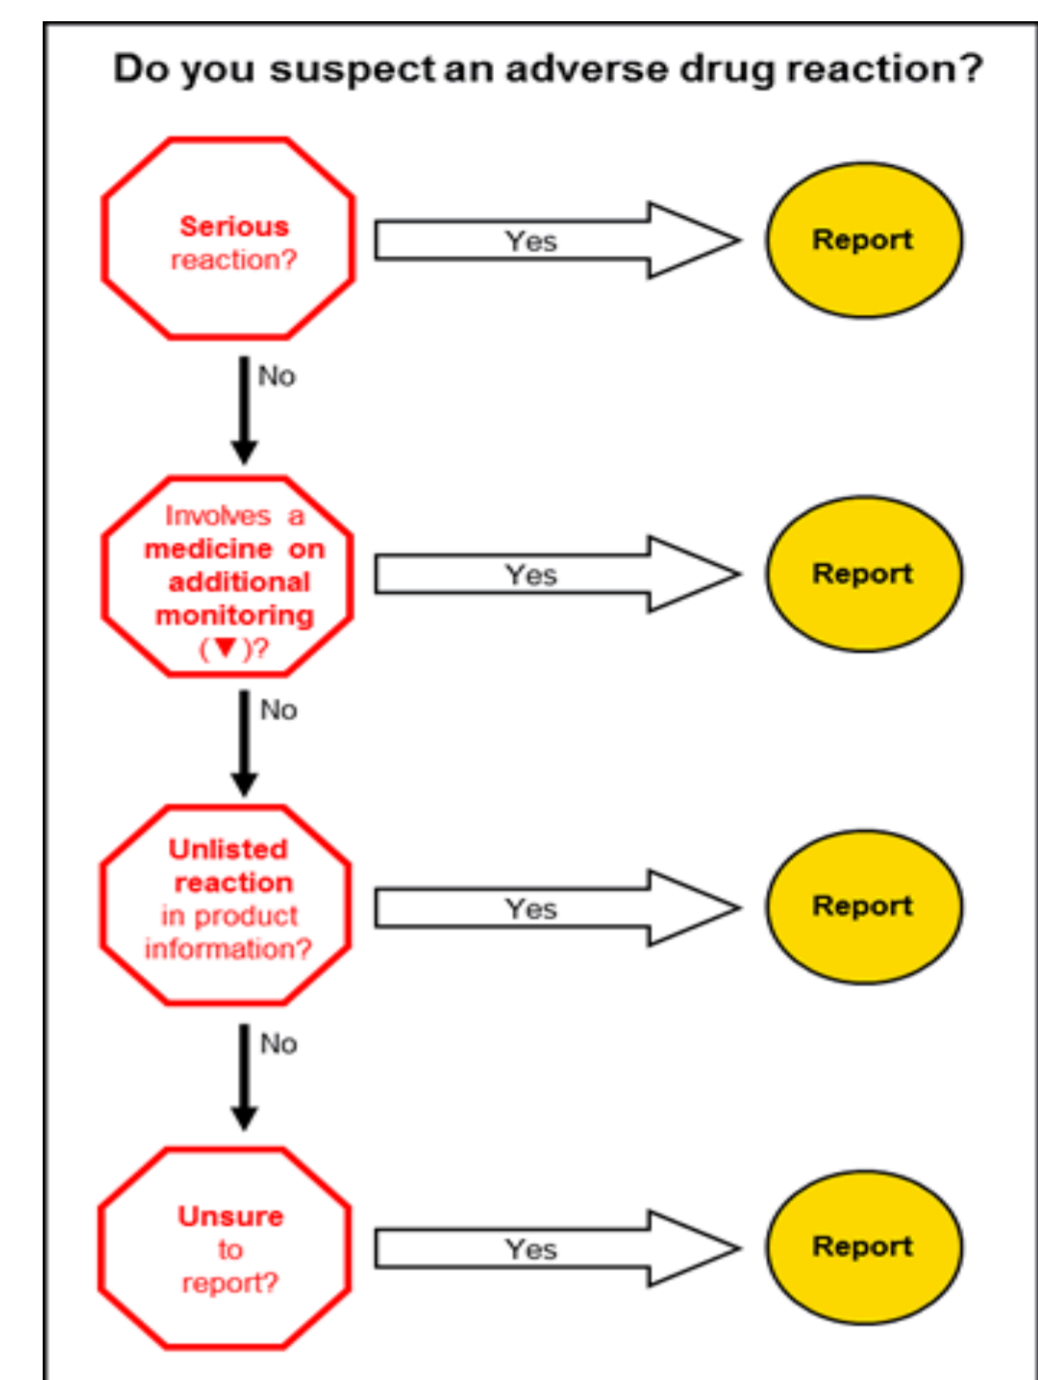 Do you suspect an adverse drug reaction?
Serious
reaction?
Yes
Report
No
Involves a
medicine on
additional
monitoring
(▼)?
Yes
Report
No
Unlisted
reaction
in product
information?
Yes
Report
No
Unsure
to
report?
Yes
Report